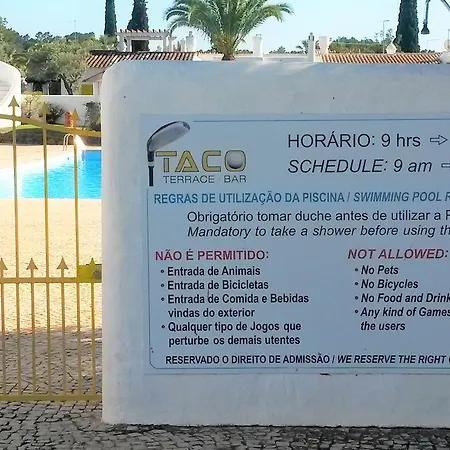 TACO
TERRACE BAR
HORÁRIO: 9 hrs ⇨
SCHEDULE: 9 am ⇨
REGRAS DE UTILIZAÇÃO DA PISCINA / SWIMMING POOL
Obrigatório tomar duche antes de utilizar a
Mandatory to take a shower before using
NÃO É PERMITIDO:
• Entrada de Animais
• Entrada de Bicicletas
• Entrada de Comida e Bebidas
vindas do exterior
• Qualquer tipo de Jogos que
perturbe os demais utentes
NOT ALLOWED:
• No Pets
• No Bicycles
• No Food and Drink
• Any kind of Games
the users
RESERVADO O DIREITO DE ADMISSÃO / WE RESERVE THE RIGHT